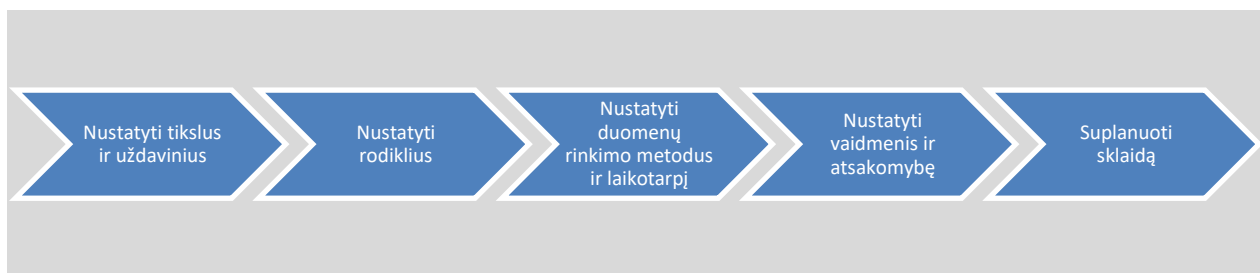 Nustatyti tikslus
ir uždavinius
Nustatyti
rodiklius
Nustatyti
duomenų
rinkimo metodus
ir laikotarpį
Nustatyti
vaidmenis ir
atsakomybę
Suplanuoti
sklaidą